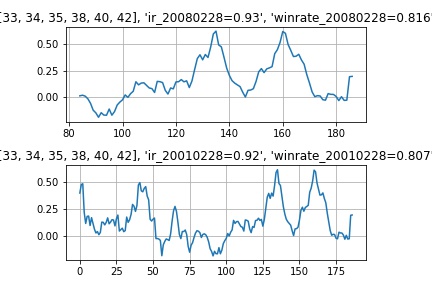 [33, 34, 35, 38, 40, 42], 'ir_20080228=0.93', 'winrate_20080228=0.816'
0.50
0.25
0.00
80 100 120 140 160 180
[33, 34, 35, 38, 40, 42], 'ir_20010228=0.92', 'winrate_20010228=0.807'
0.50
0.25
0.00
0 25 50 75 100 125 150 175